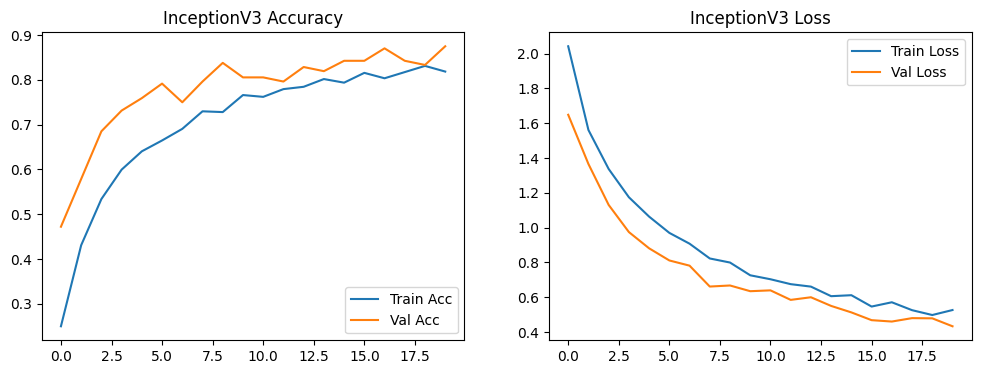 InceptionV3 Accuracy
0.9
0.8
0.7
0.6
0.5
0.4
0.3
0.0 2.5 5.0 7.5 10.0 12.5 15.0 17.5
Train Acc
Val Acc
InceptionV3 Loss
2.0
1.8
1.6
1.4
1.2
1.0
0.8
0.6
0.4
0.0 2.5 5.0 7.5 10.0 12.5 15.0 17.5
Train Loss
Val Loss